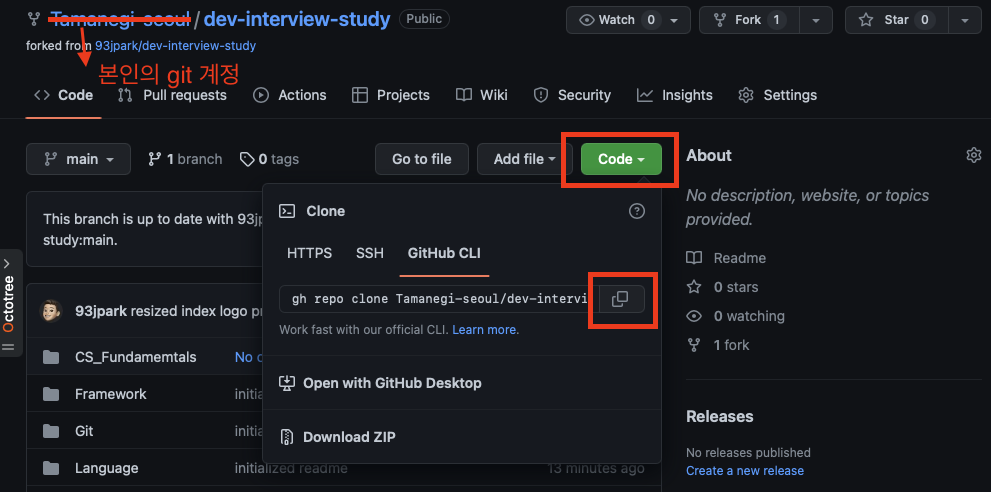 Tamanegi-seoul / dev-interview-study Public
Watch 0 Fork 1 Star 0
forked from 93jpark/dev-interview-study
본인의 git 계정
Code Pull requests Actions Projects Wiki Security Insights Settings
main 1 branch 0 tags Go to file Add file Code
About
No description, website, or topics
provided.
This branch is up to date with 93jp
study:main.
Clone
HTTPS SSH GitHub CLI
gh repo clone Tamanegi-seoul/dev-intervi
Work fast with our official CLI. Learn more.
Open with GitHub Desktop
Download ZIP
Octotree
93jpark resized index logo pr
CS_Fundamemtals No c
Framework initia
Git initia
Language initialized readme 13 minutes ago
Readme
0 stars
0 watching
1 fork
Releases
No releases published
Create a new release